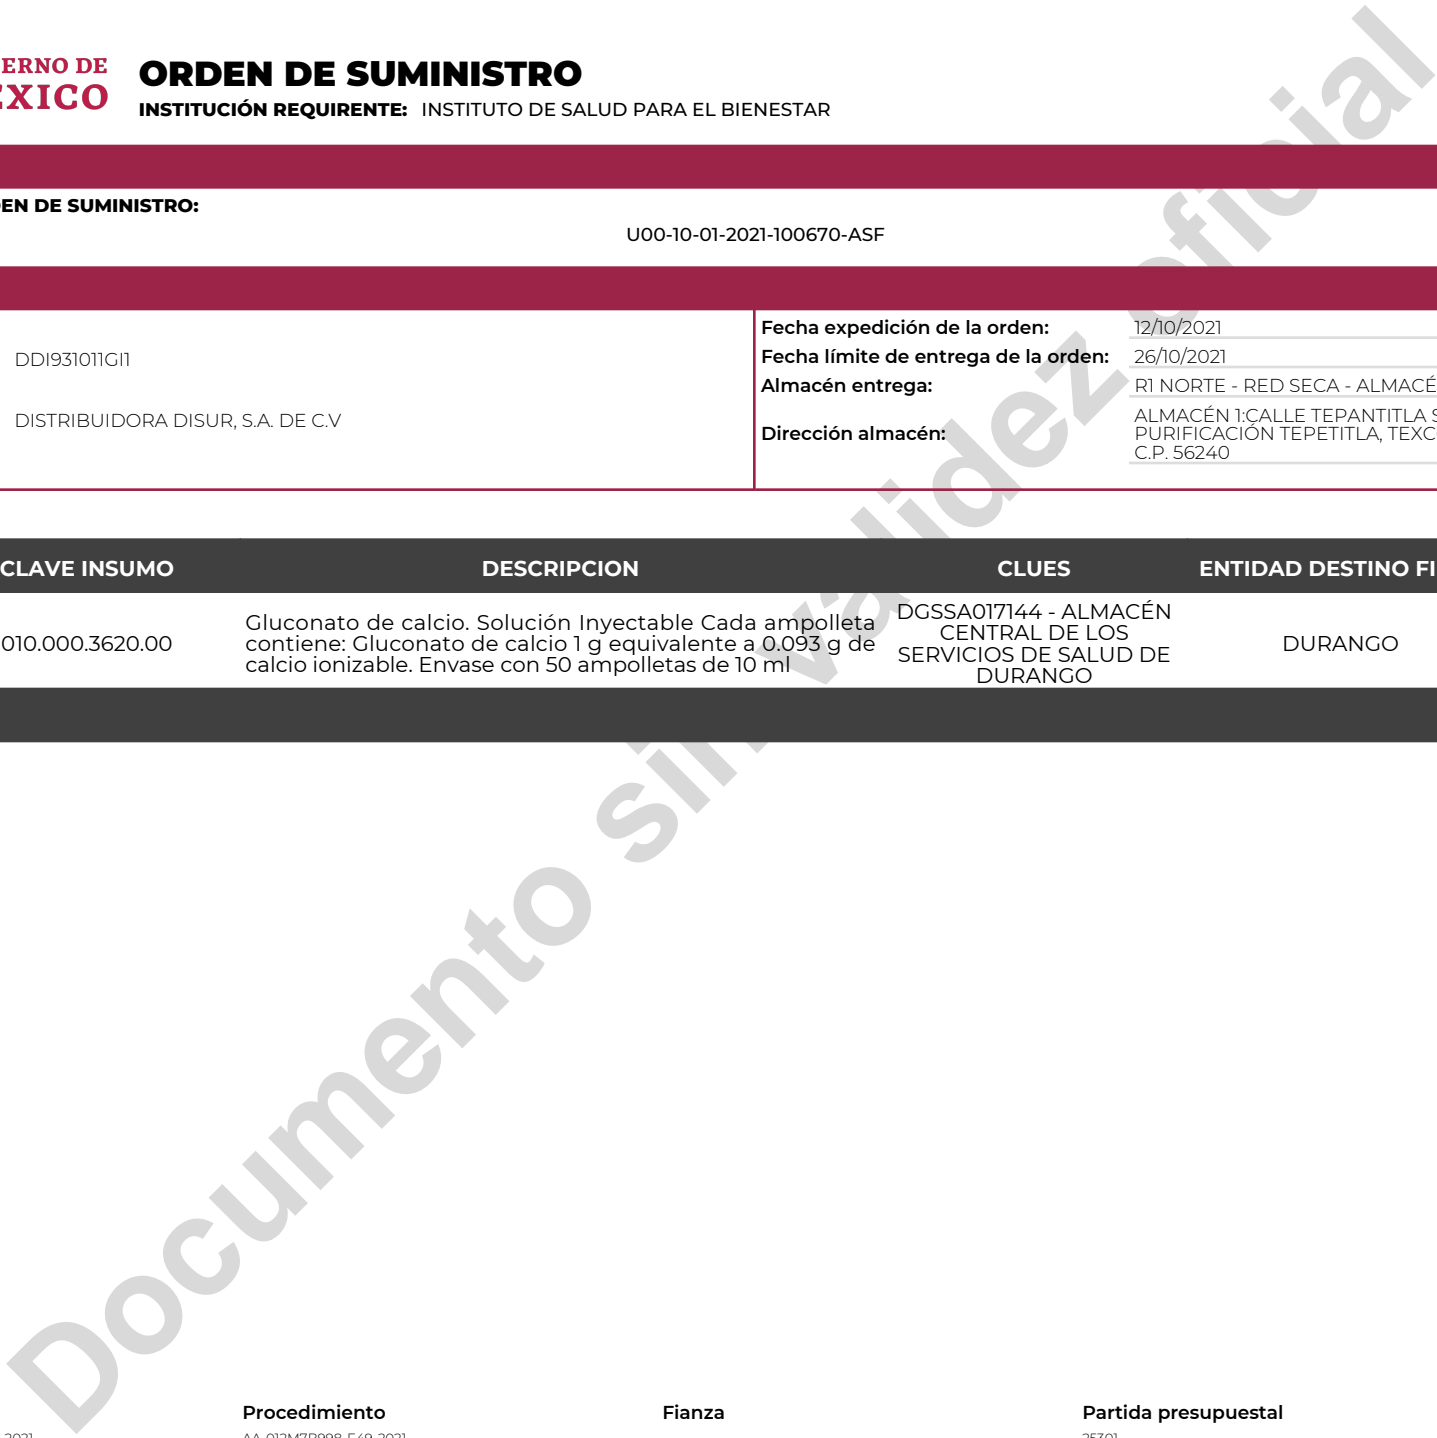 ERNO DE
EXICO
ORDEN DE SUMINISTRO
INSTITUCIÓN REQUIRENTE: INSTITUTO DE SALUD PARA EL BIENESTAR
EN DE SUMINISTRO:
U00-10-01-2021-100670-ASF
DDI931011GI1
DISTRIBUIDORA DISUR, S.A. DE C.V
Fecha expedición de la orden: 12/10/2021
Fecha límite de entrega de la orden: 26/10/2021
Almacén entrega: R1 NORTE - RED SECA - ALMACÉ
Dirección almacén:
ALMACÉN 1:CALLE TEPANTITLA S
PURIFICACIÓN TEPETITLA, TEXC
C.P. 56240
CLAVE INSUMO DESCRIPCION CLUES ENTIDAD DESTINO FI
010.000.3620.00
Gluconato de calcio. Solución Inyectable Cada ampolleta
contiene: Gluconato de calcio 1 g equivalente a 0.093 g de
calcio ionizable. Envase con 50 ampolletas de 10 ml
DGSSA017144 - ALMACÉN
CENTRAL DE LOS
SERVICIOS DE SALUD DE
DURANGO
DURANGO
Documento sin validez oficial
Procedimiento Fianza Partida presupuestal